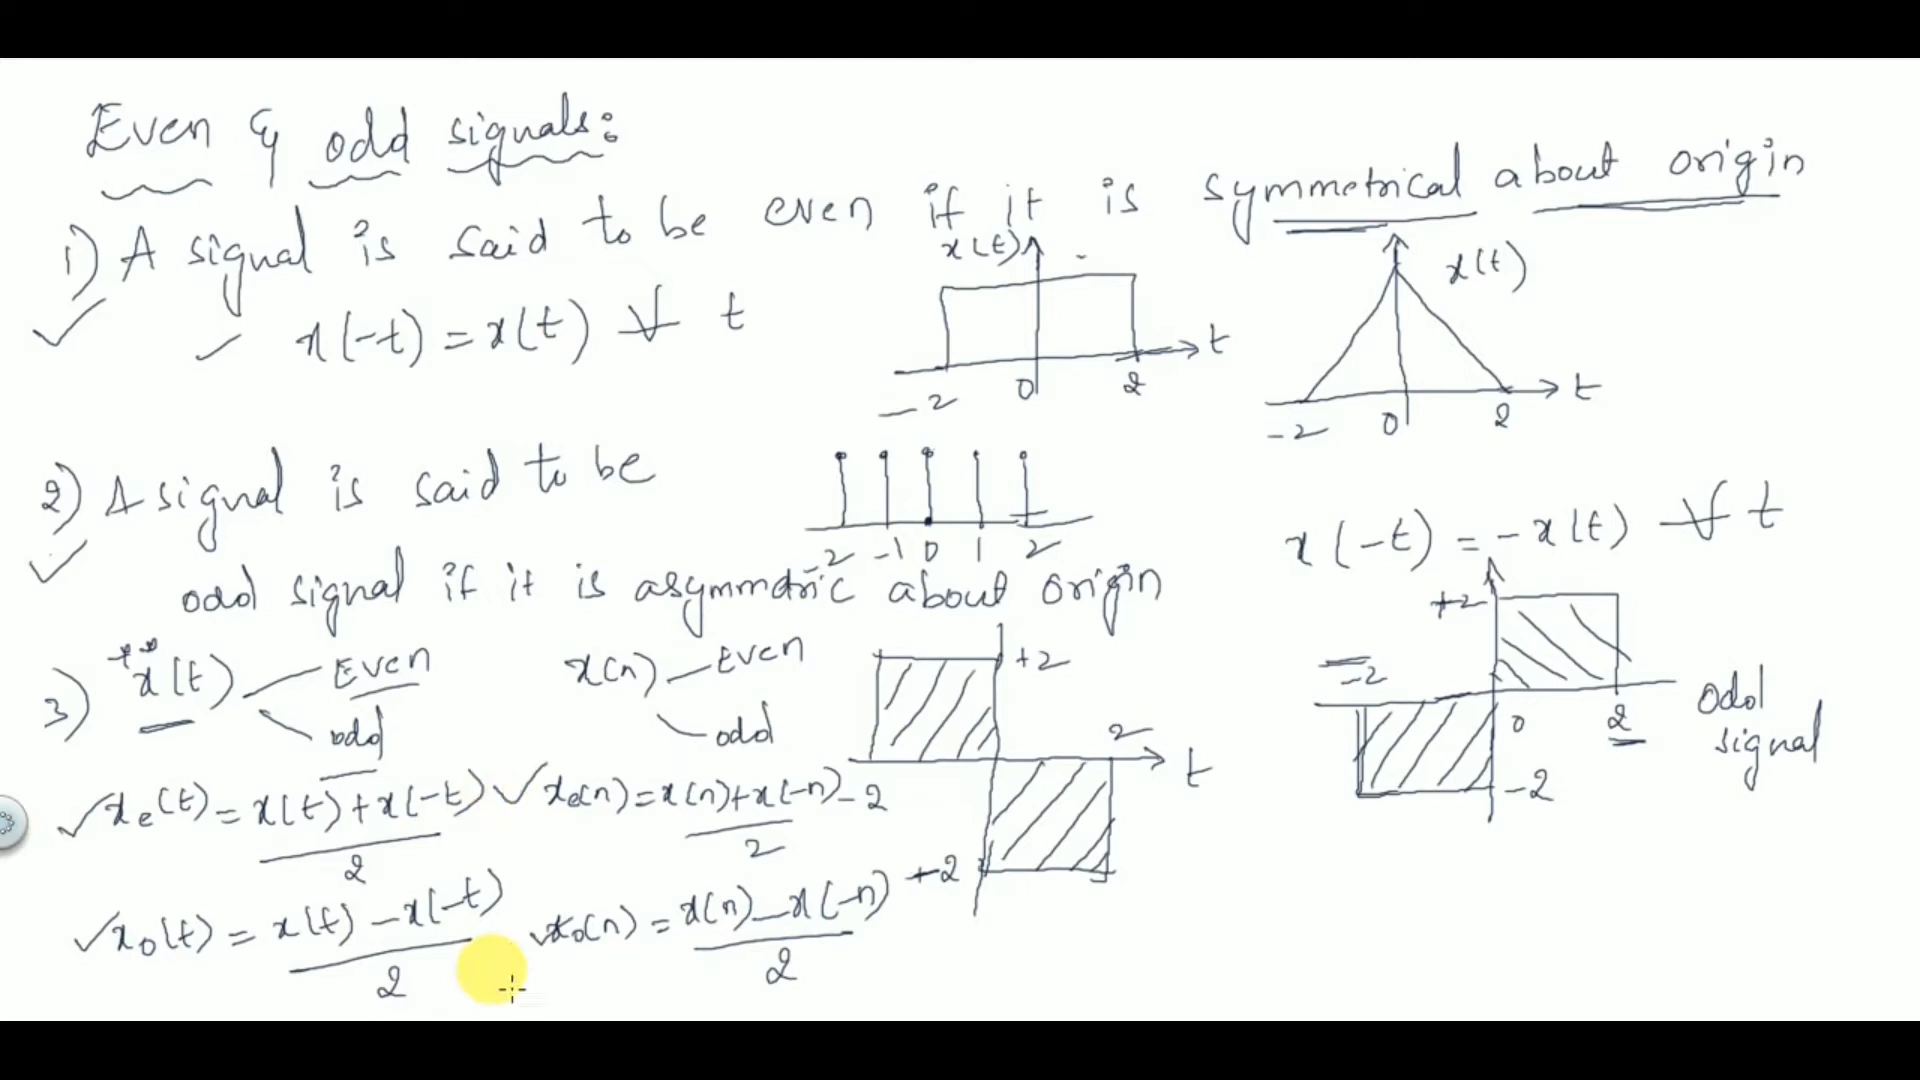 Even & odd signals:
1) A signal is said to be even if it is symmetrical about origin
x(-t) = x(t) ∀ t
x(t)
-2 0 2 t
x(t)
-2 0 2 t
2) A signal is said to be
-2 -1 0 1 2
odd signal if it is asymmetric about origin
x(-t) = -x(t) ∀ t
+2
-2 0 2
-2
odd signal
3) x(t) Even odd
x(n) Even odd
+2
2 t
-2
+2
xe(t) = x(t)+x(-t)/2
xe(n) = x(n)+x(-n)/2
xo(t) = x(t)-x(-t)/2
xo(n) = x(n)-x(-n)/2